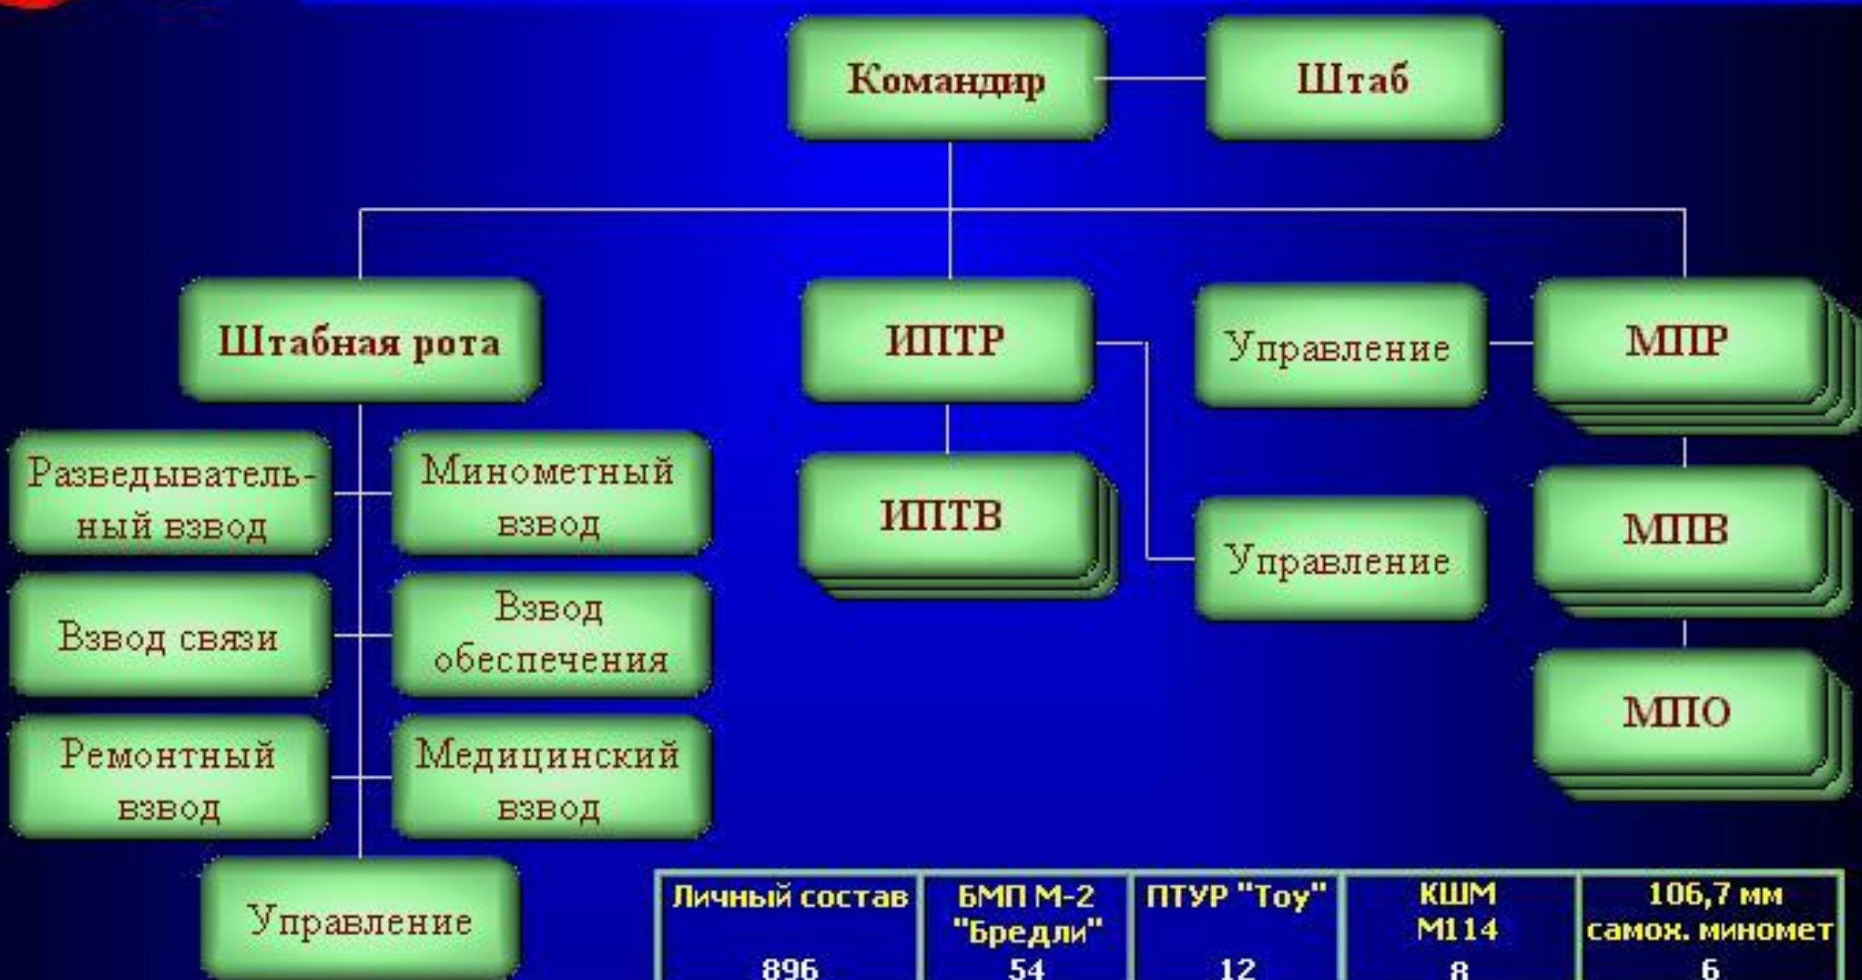 Командир
Штаб
Штабная рота
ИПТР
Управление
МПР
Разведыватель-
ный взвод
Минометный
взвод
ИПТВ
Управление
МПВ
Взвод связи
Взвод
обеспечения
МПО
Ремонтный
взвод
Медицинский
взвод
Управление
Личный состав
896
БМП М-2
"Бредли"
54
ПТУР "Тоу"
12
КШМ
М114
8
106,7 мм
самох. миномет
6